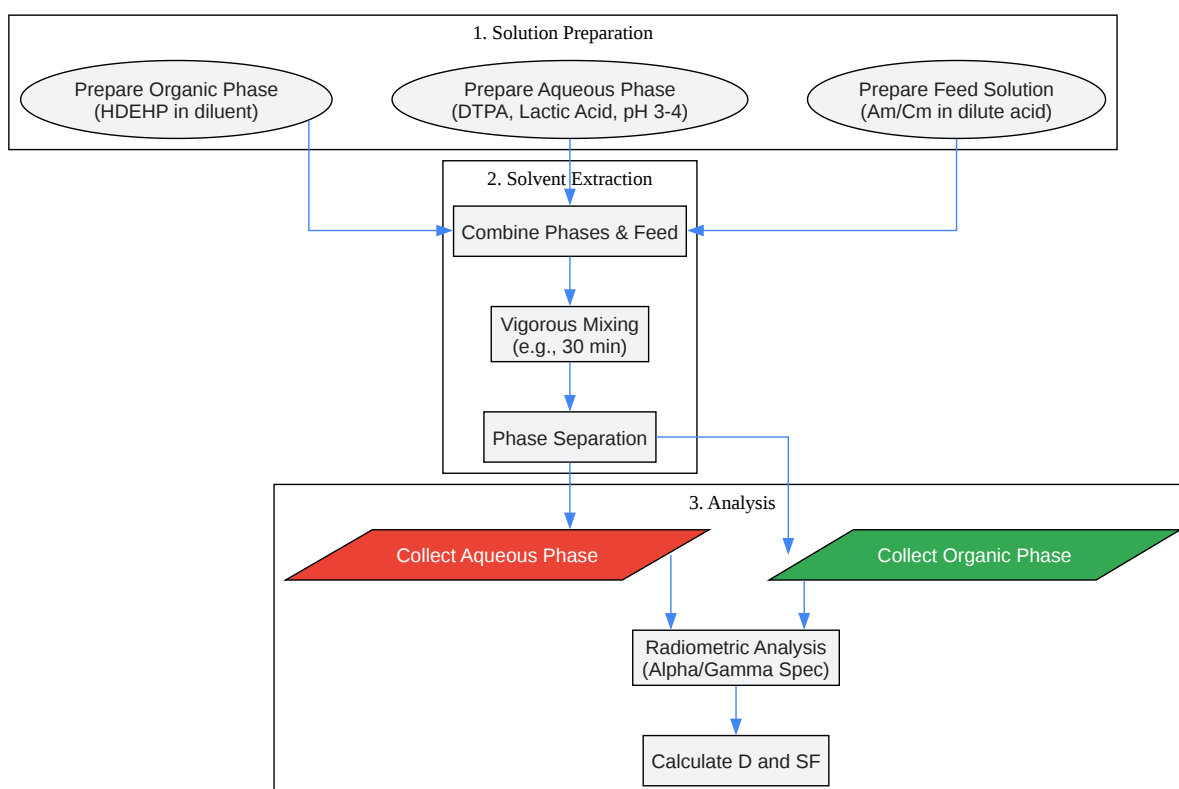 1. Solution Preparation
Prepare Organic Phase
(HDEHP in diluent)
Prepare Aqueous Phase
(DTPA, Lactic Acid, pH 3-4)
Prepare Feed Solution
(Am/Cm in dilute acid)
2. Solvent Extraction
Combine Phases & Feed
Vigorous Mixing
(e.g., 30 min)
Phase Separation
3. Analysis
Collect Aqueous Phase
Collect Organic Phase
Radiometric Analysis
(Alpha/Gamma Spec)
Calculate D and SF